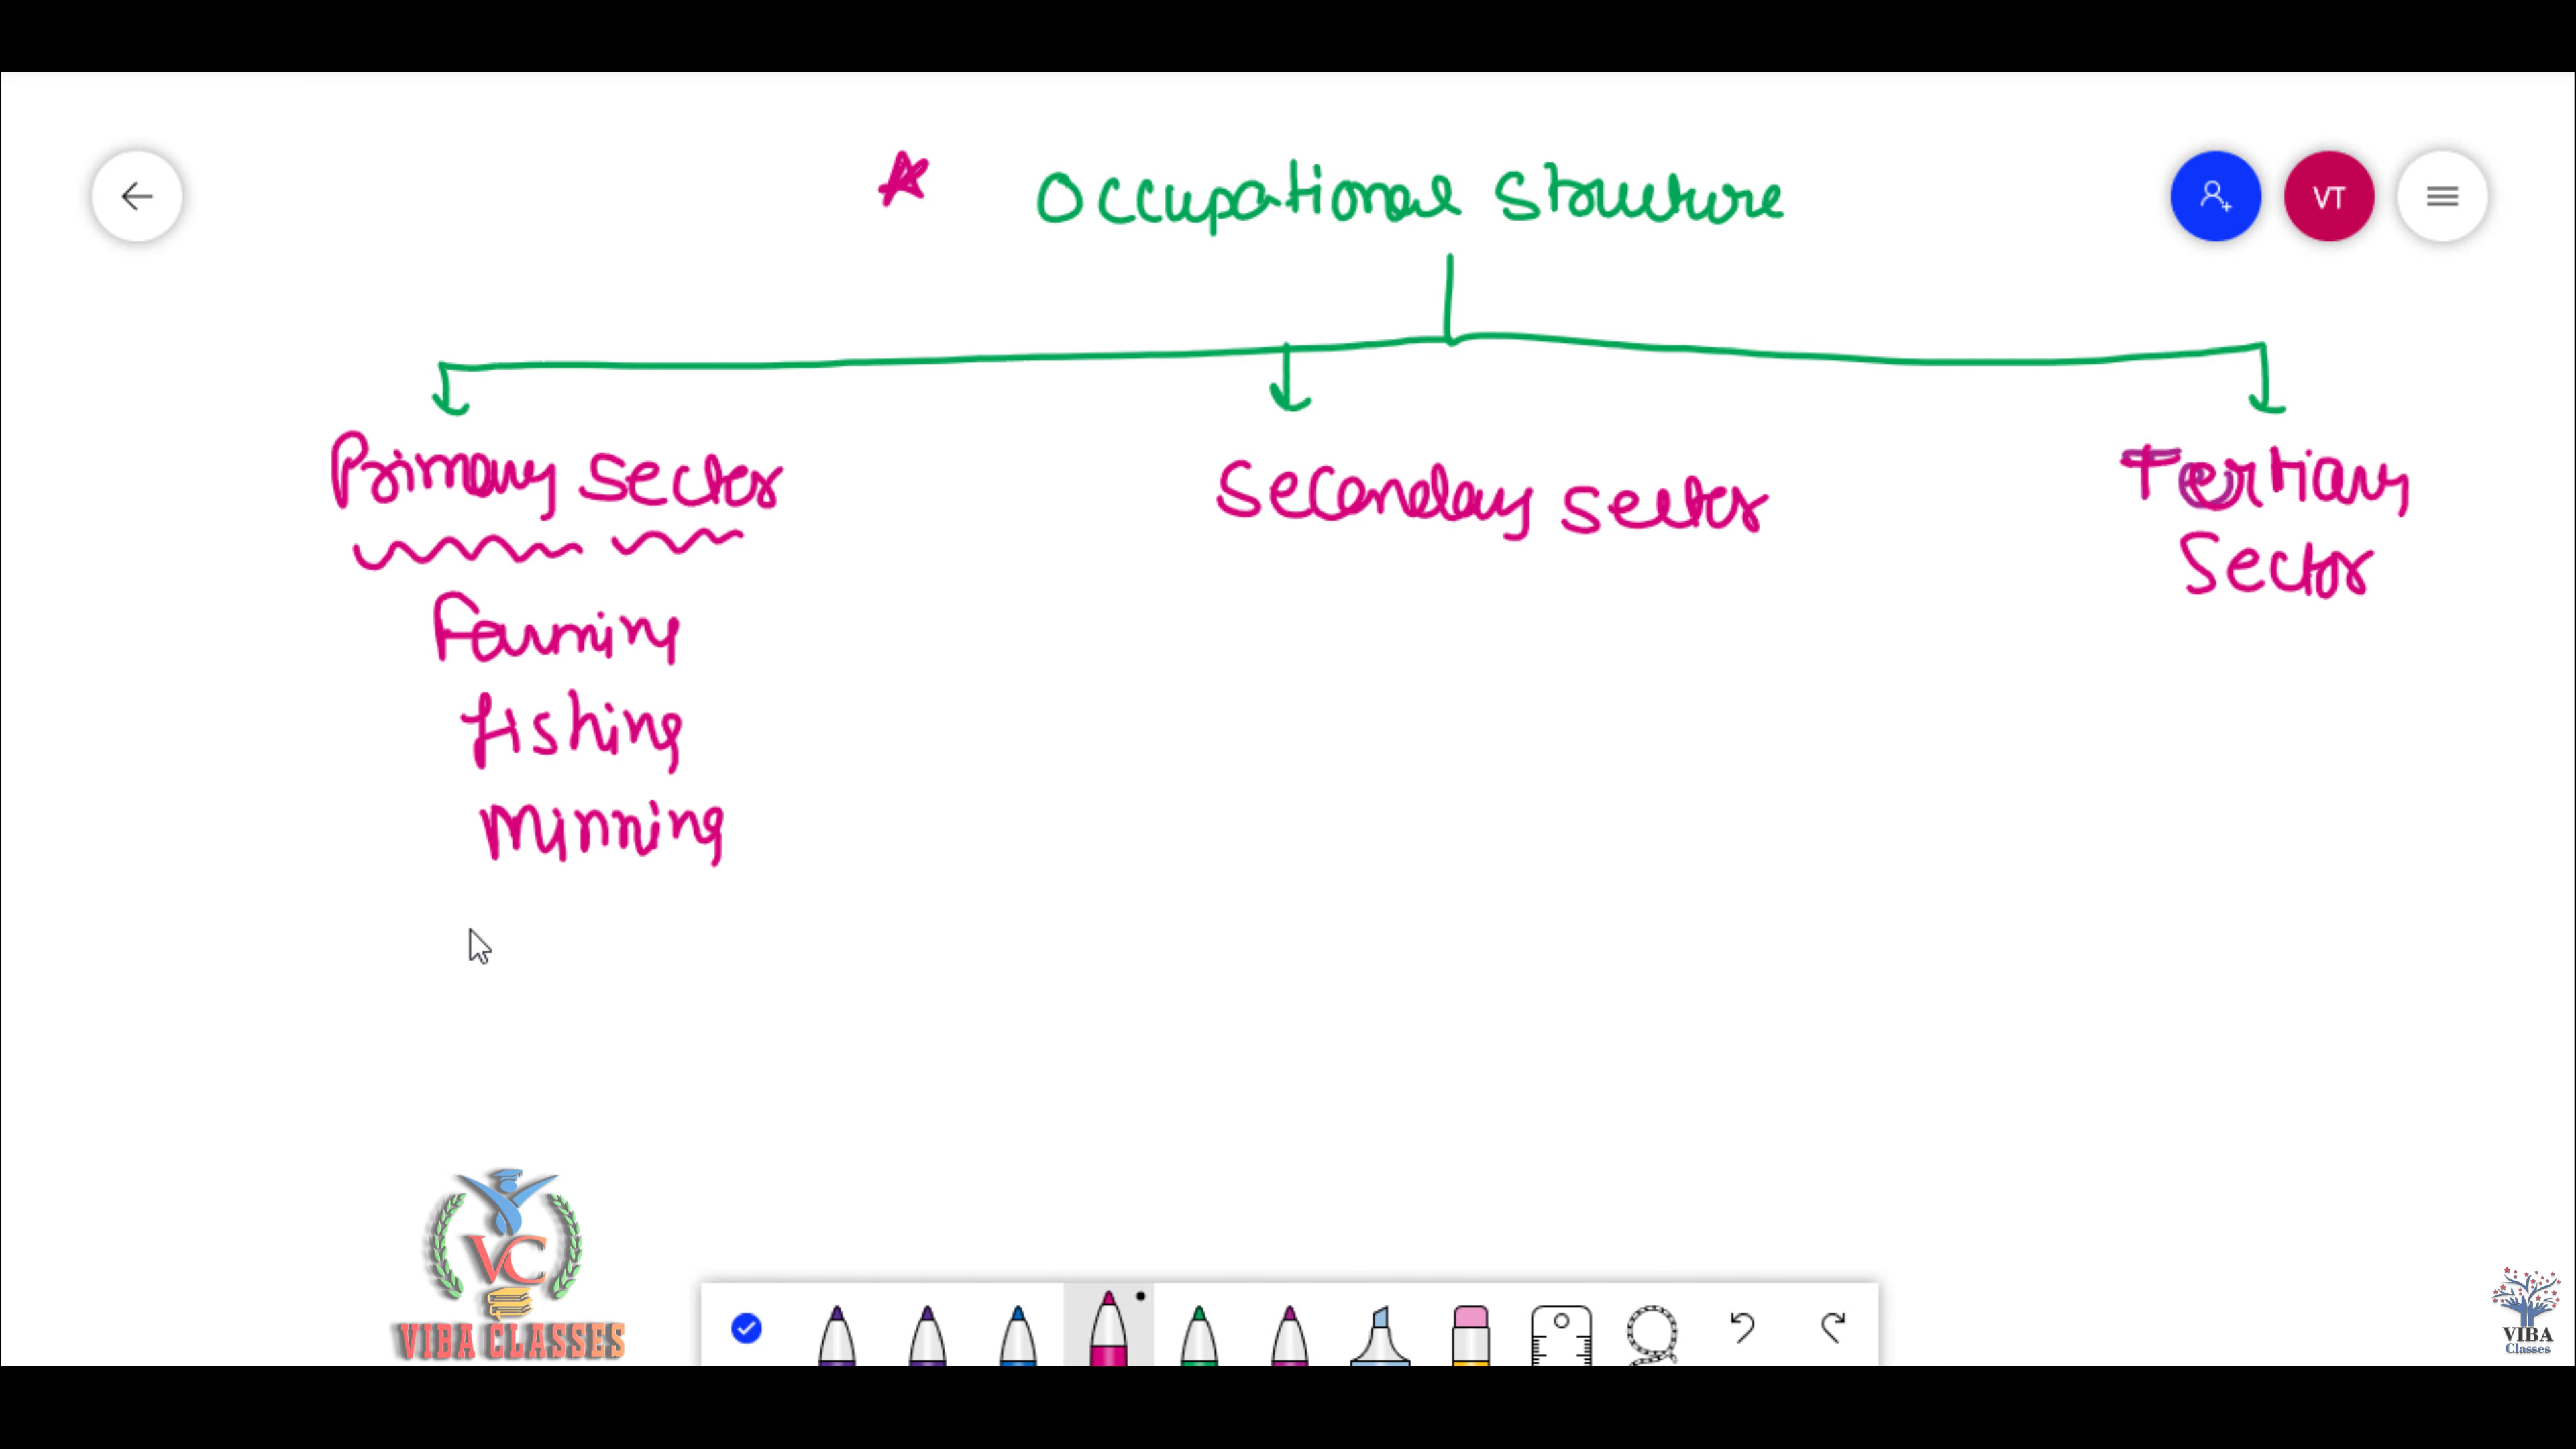 Occupational Structure
VT
Primary Sector
Secondary Sector
Tertiary
Sector
Farming
fishing
Minning
VC
VIBA CLASSES
VIBA
Classes